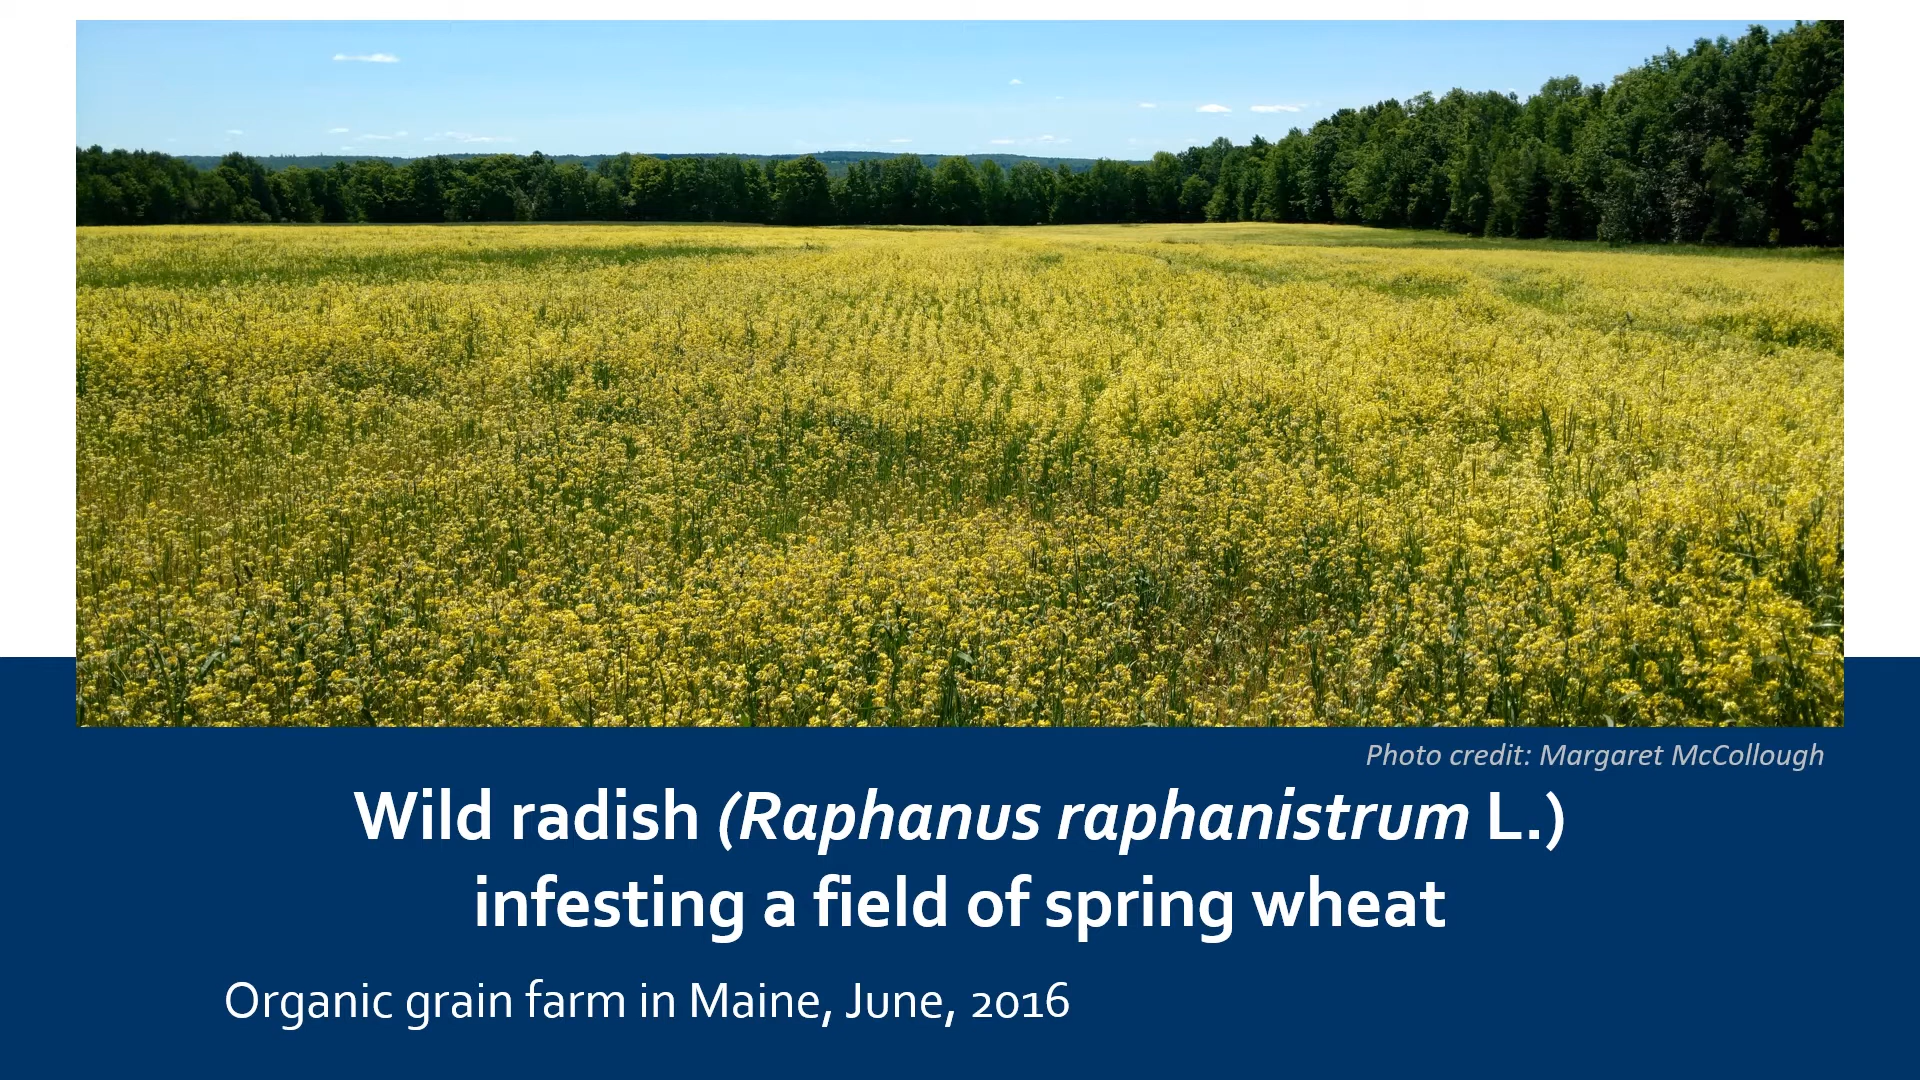 Photo credit: Margaret McCollough
Wild radish (Raphanus raphanistrum L.)
infesting a field of spring wheat
Organic grain farm in Maine, June, 2016